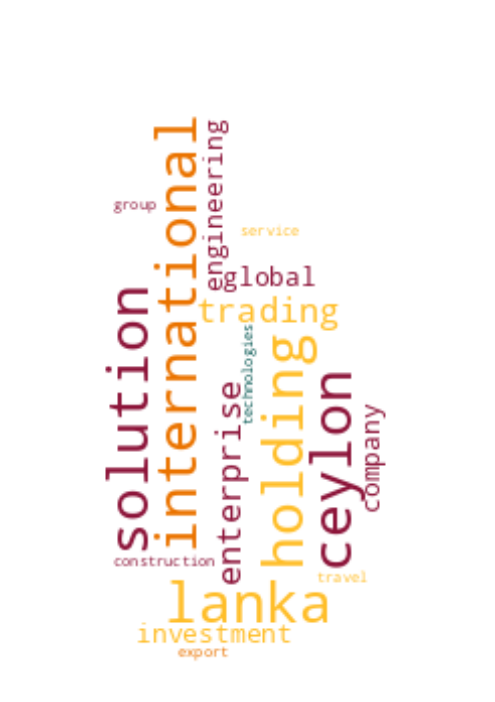 international
engineering
group
service
global
solution
trading
technologies
holding
ceylon
enterprise
company
construction
travel
lanka
investment
export